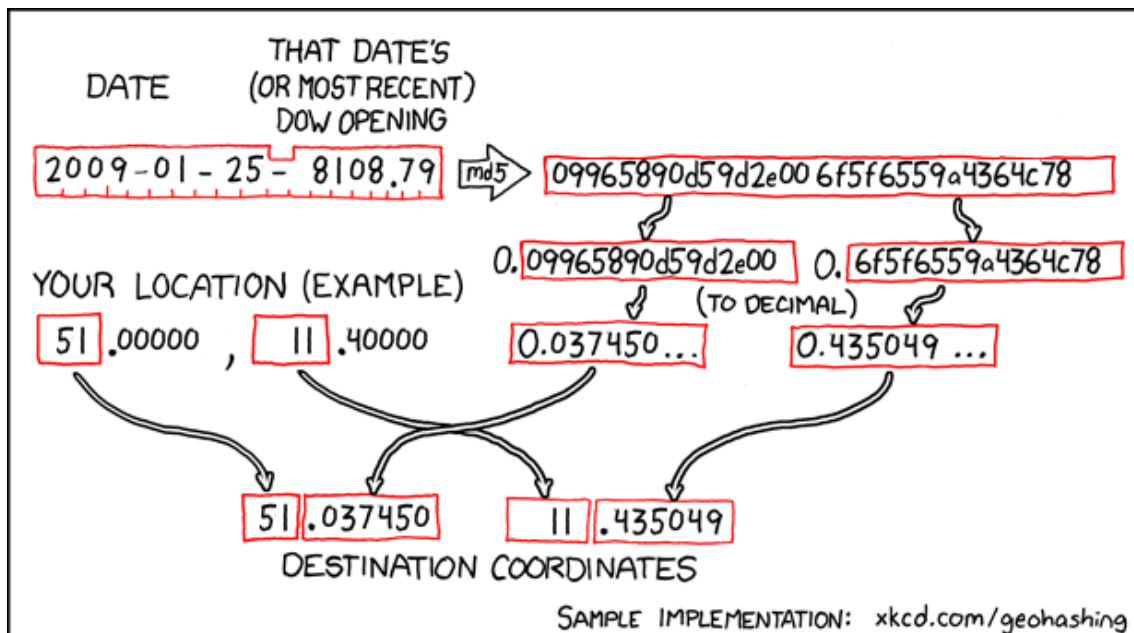 DATE
THAT DATE'S
(OR MOST RECENT)
DOW OPENING
2009-01-25-8108.79
md5
09965890d59d2e006f5f6559a4364c78
0.09965890d59d2e00
0.6f5f6559a4364c78
(TO DECIMAL)
YOUR LOCATION (EXAMPLE)
51.00000, 11.40000
0.037450...
0.435049...
51.037450
11.435049
DESTINATION COORDINATES
SAMPLE IMPLEMENTATION: xkcd.com/geohashing